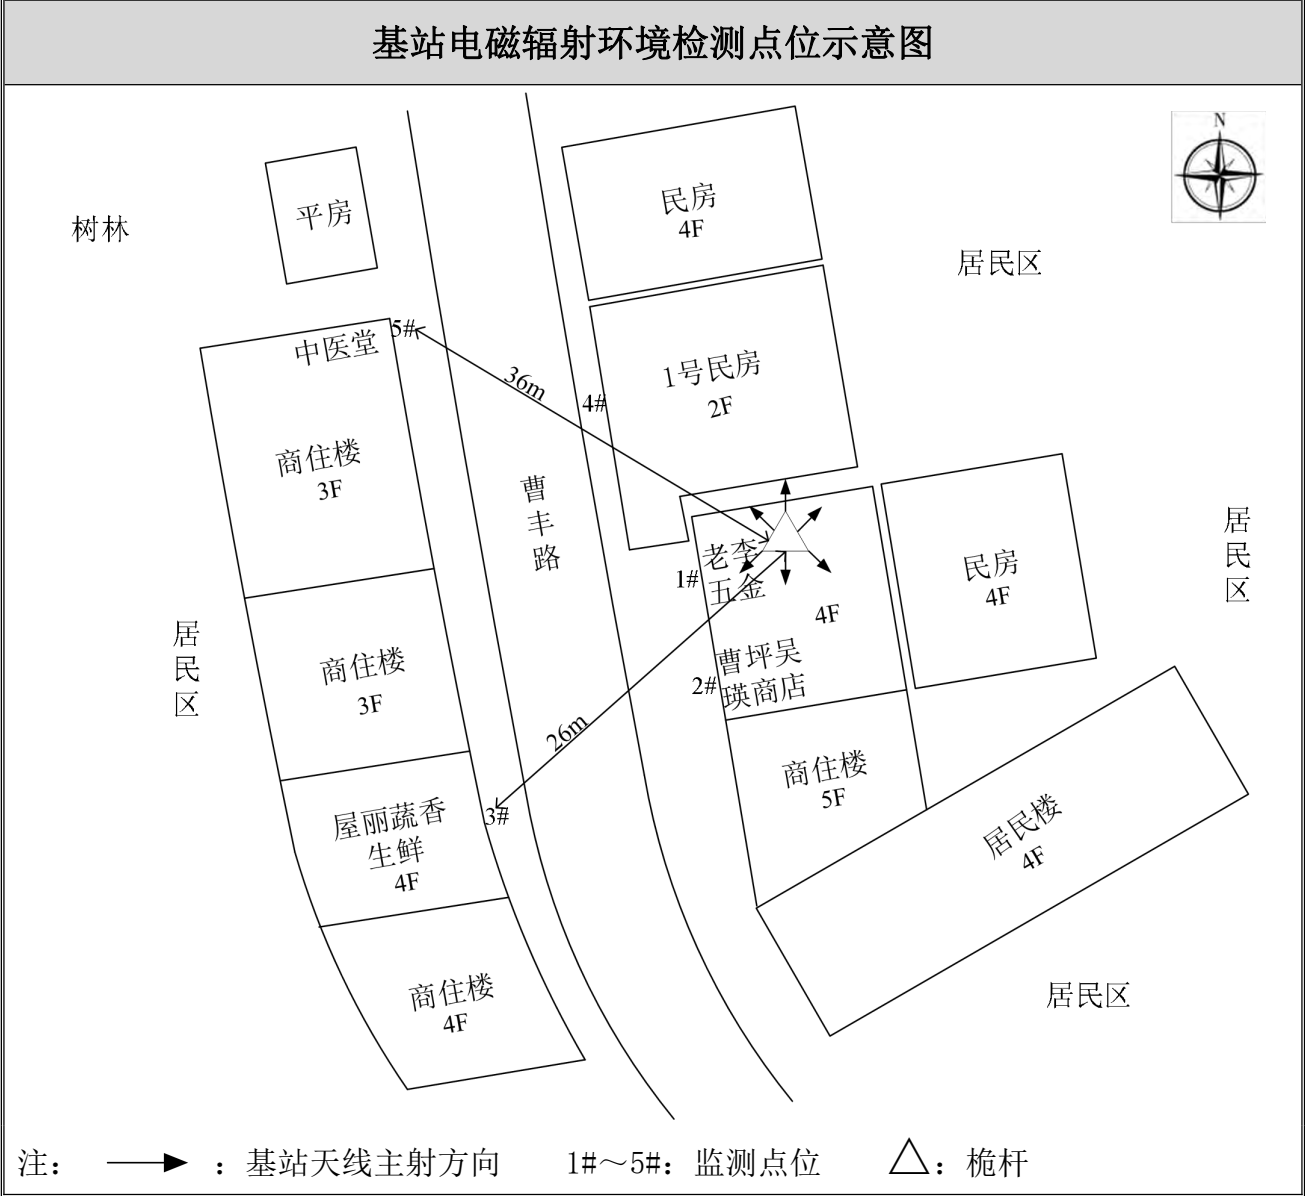 基站电磁辐射环境检测点位示意图
N
平房
树林
民房
4F
居民区
中医堂
5#
36m
4#
1号民房
2F
商住楼
3F
曹丰路
老李
五金
1#
4F
民房
4F
居民区
居民区
商住楼
3F
曹坪吴
瑛商店
2#
26m
3#
屋丽蔬香
生鲜
4F
商住楼
5F
居民楼
4F
商住楼
4F
居民区
注： ：基站天线主射方向 1#～5#：监测点位 ：桅杆